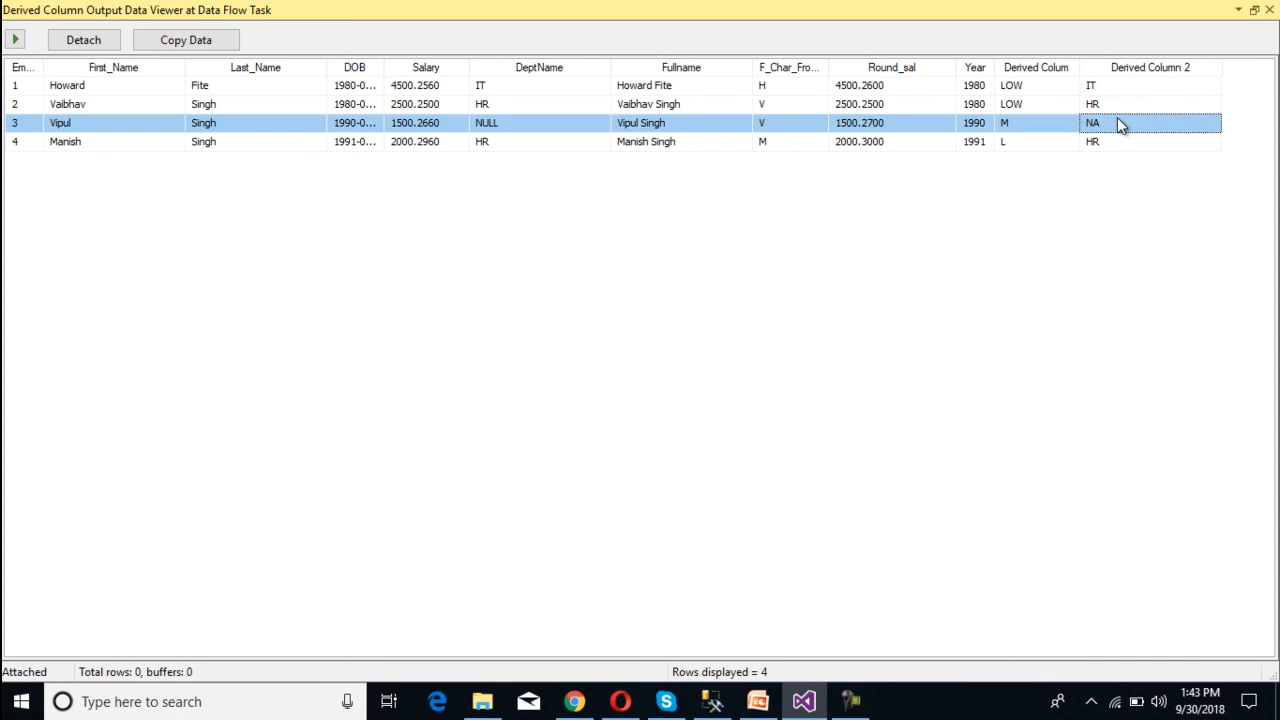 Derived Column Output Data Viewer at Data Flow Task
Detach Copy Data
Em... First_Name Last_Name DOB Salary DeptName Fullname F_Char_Fro... Round_sal Year Derived Colum Derived Column 2
1 Howard Fite 1980-0... 4500.2560 IT Howard Fite H 4500.2600 1980 LOW IT
2 Vaibhav Singh 1980-0... 2500.2500 HR Vaibhav Singh V 2500.2500 1980 LOW HR
3 Vipul Singh 1990-0... 1500.2660 NULL Vipul Singh V 1500.2700 1990 M NA
4 Manish Singh 1991-0... 2000.2960 HR Manish Singh M 2000.3000 1991 L HR
Attached Total rows: 0, buffers: 0 Rows displayed = 4
Type here to search
1:43 PM
9/30/2018